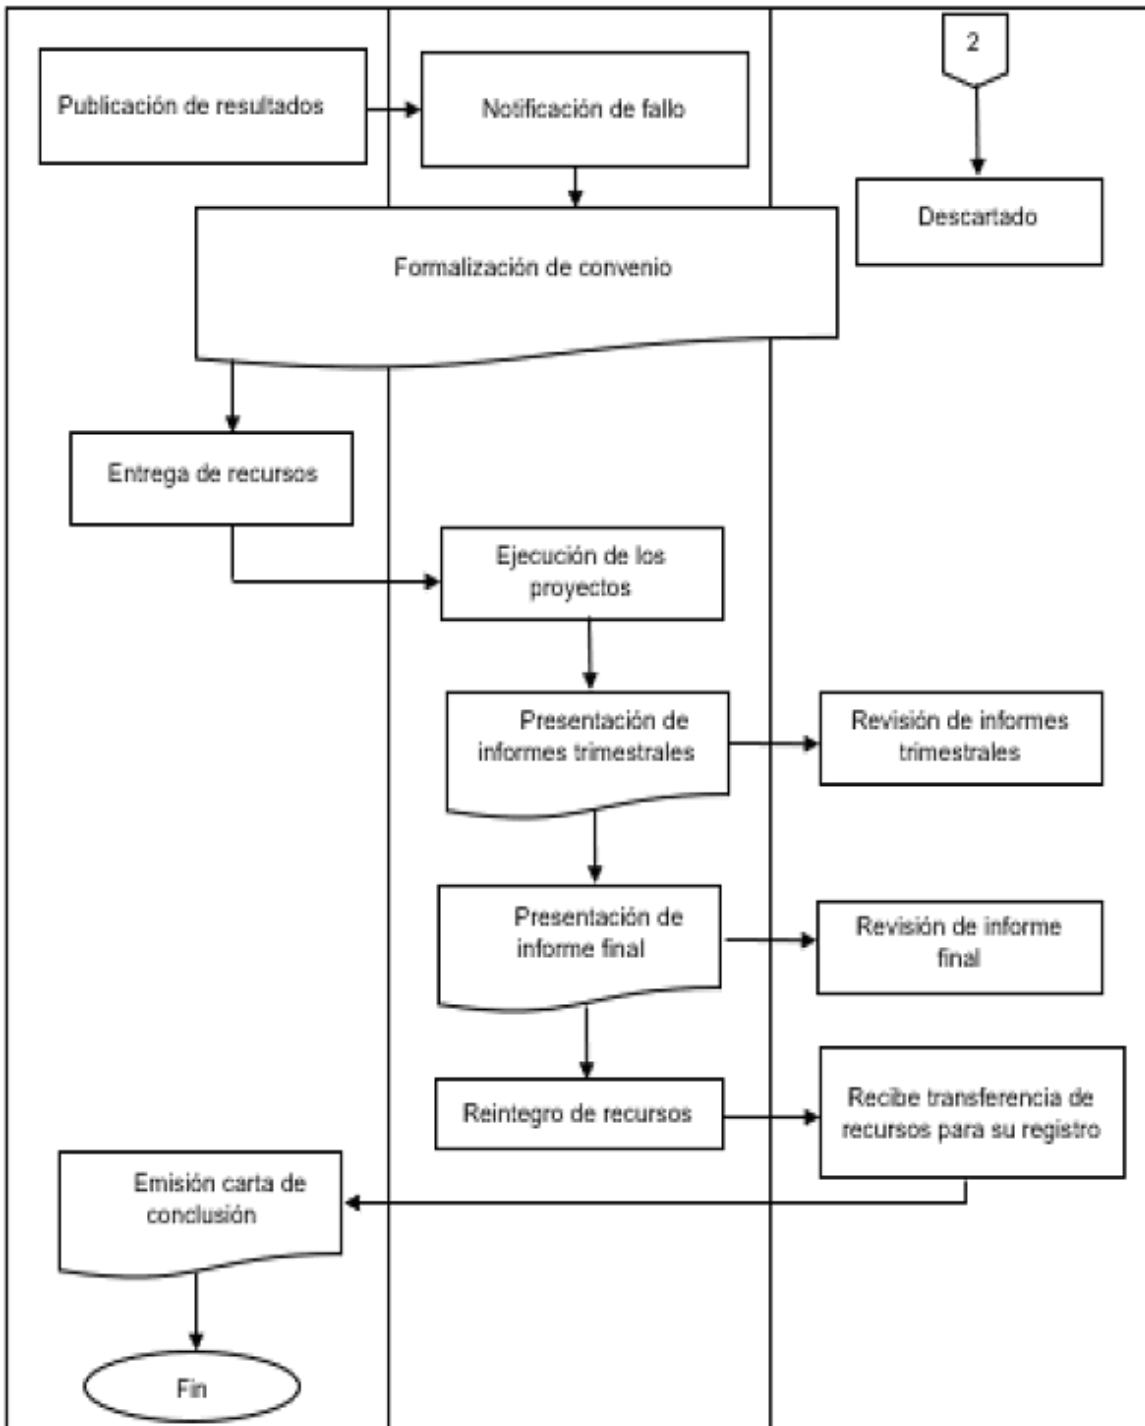 2
Publicación de resultados
Notificación de fallo
Descartado
Formalización de convenio
Entrega de recursos
Ejecución de los
proyectos
Presentación de
informes trimestrales
Revisión de informes
trimestrales
Presentación de
informe final
Revisión de informe
final
Reintegro de recursos
Recibe transferencia de
recursos para su registro
Emisión carta de
conclusión
Fin